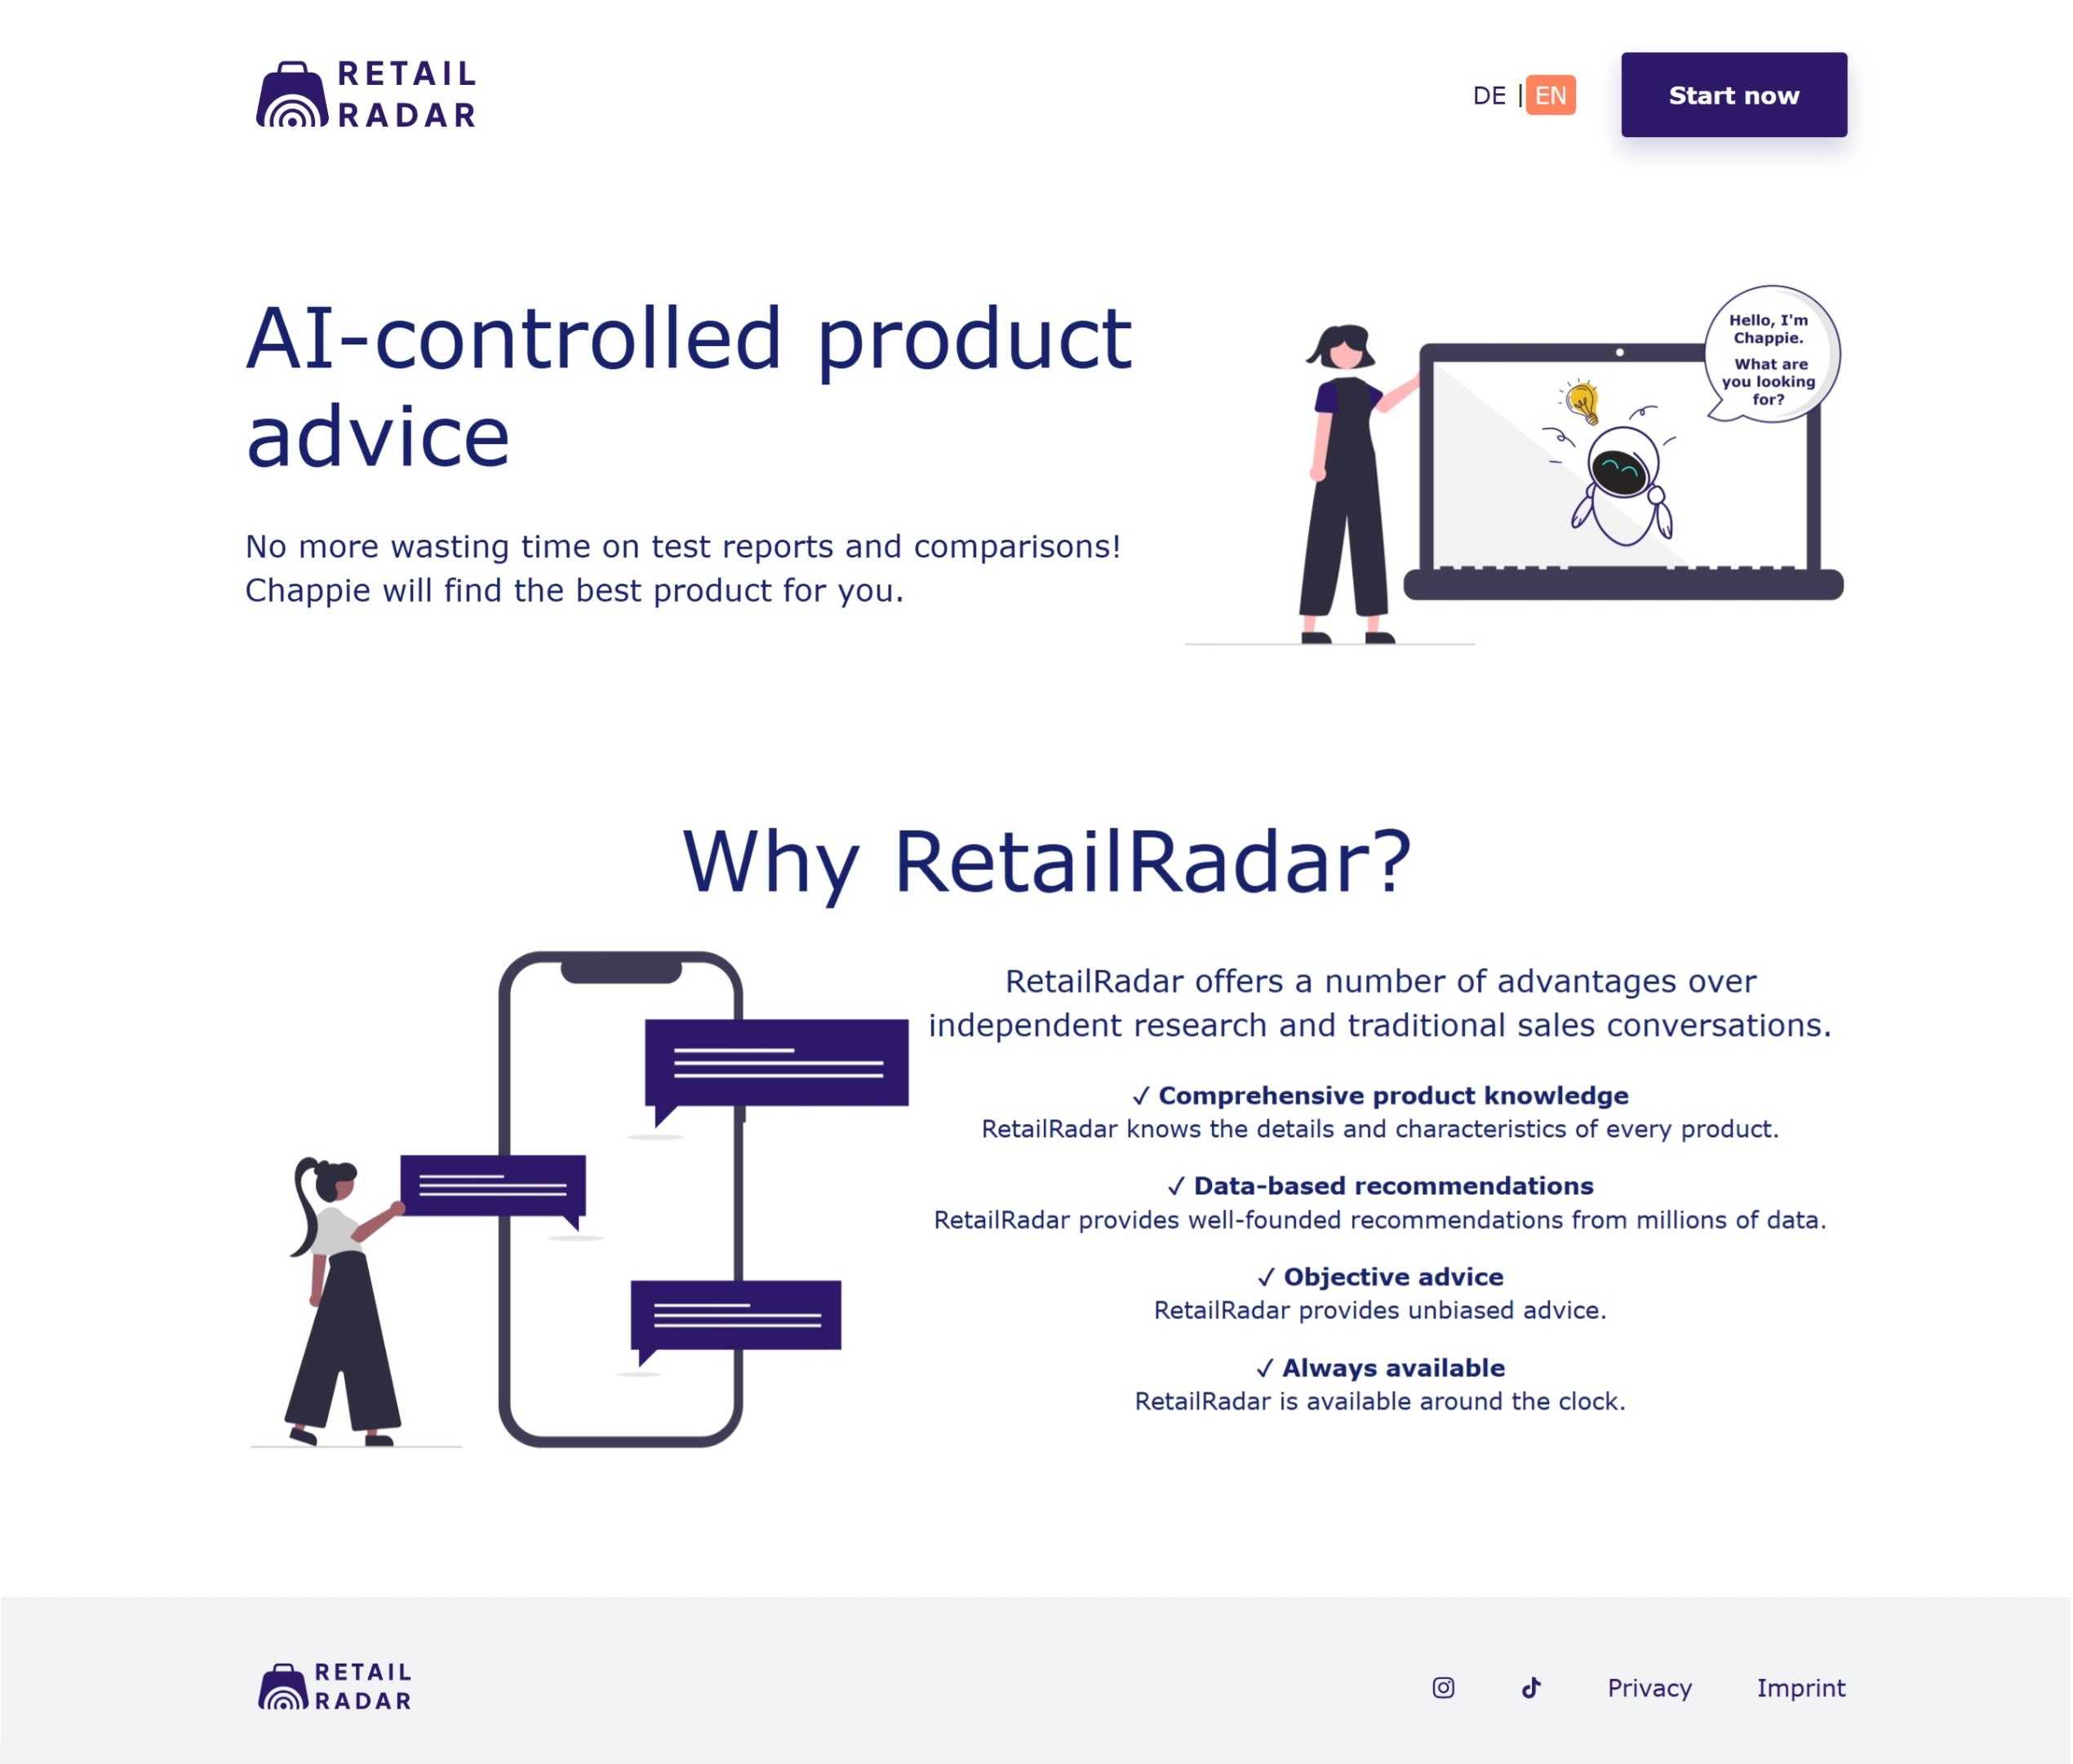 RETAIL
RADAR
DE | EN
Start now
AI-controlled product
advice
No more wasting time on test reports and comparisons!
Chappie will find the best product for you.
Hello, I'm
Chappie.
What are
you looking
for?
Why RetailRadar?
RetailRadar offers a number of advantages over
independent research and traditional sales conversations.
✓ Comprehensive product knowledge
RetailRadar knows the details and characteristics of every product.
✓ Data-based recommendations
RetailRadar provides well-founded recommendations from millions of data.
✓ Objective advice
RetailRadar provides unbiased advice.
✓ Always available
RetailRadar is available around the clock.
RETAIL
RADAR
Privacy
Imprint